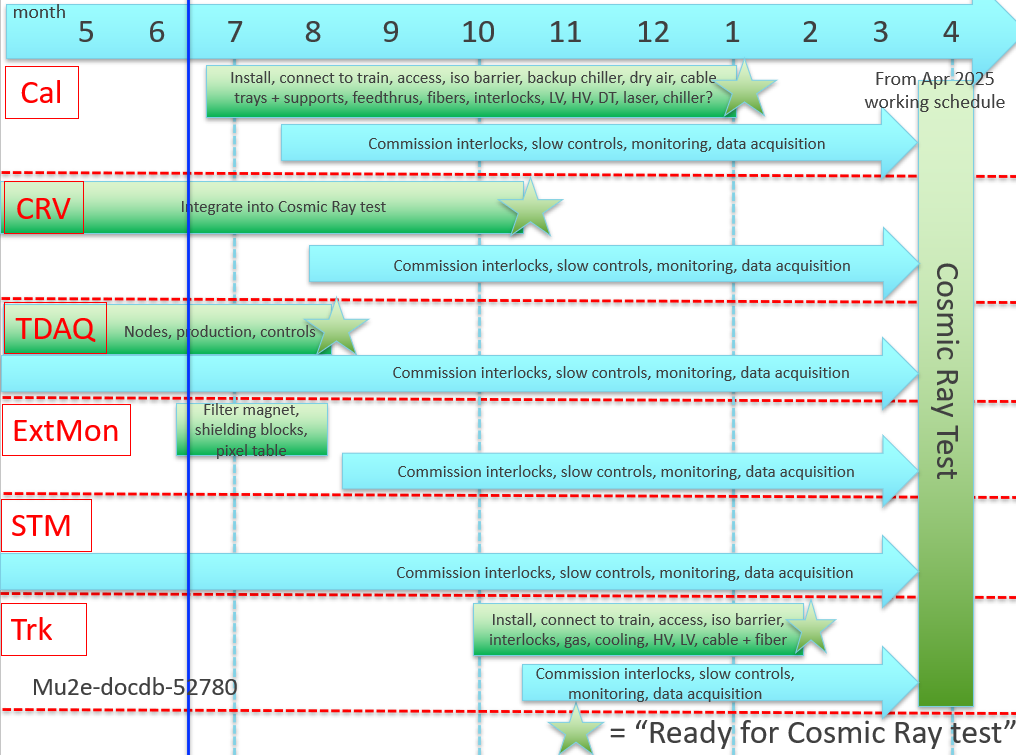 month
5 6 7 8 9 10 11 12 1 2 3 4
From Apr 2025
working schedule
Cal
Install, connect to train, access, iso barrier, backup chiller, dry air, cable
trays + supports, feedthrus, fibers, interlocks, LV, HV, DT, laser, chiller?
Commission interlocks, slow controls, monitoring, data acquisition
CRV
Integrate into Cosmic Ray test
Commission interlocks, slow controls, monitoring, data acquisition
TDAQ
Nodes, production, controls
Commission interlocks, slow controls, monitoring, data acquisition
ExtMon
Filter magnet,
shielding blocks,
pixel table
Commission interlocks, slow controls, monitoring, data acquisition
STM
Commission interlocks, slow controls, monitoring, data acquisition
Trk
Install, connect to train, access, iso barrier,
interlocks, gas, cooling, HV, LV, cable + fiber
Commission interlocks, slow controls,
monitoring, data acquisition
Cosmic Ray Test
Mu2e-docdb-52780
= “Ready for Cosmic Ray test”